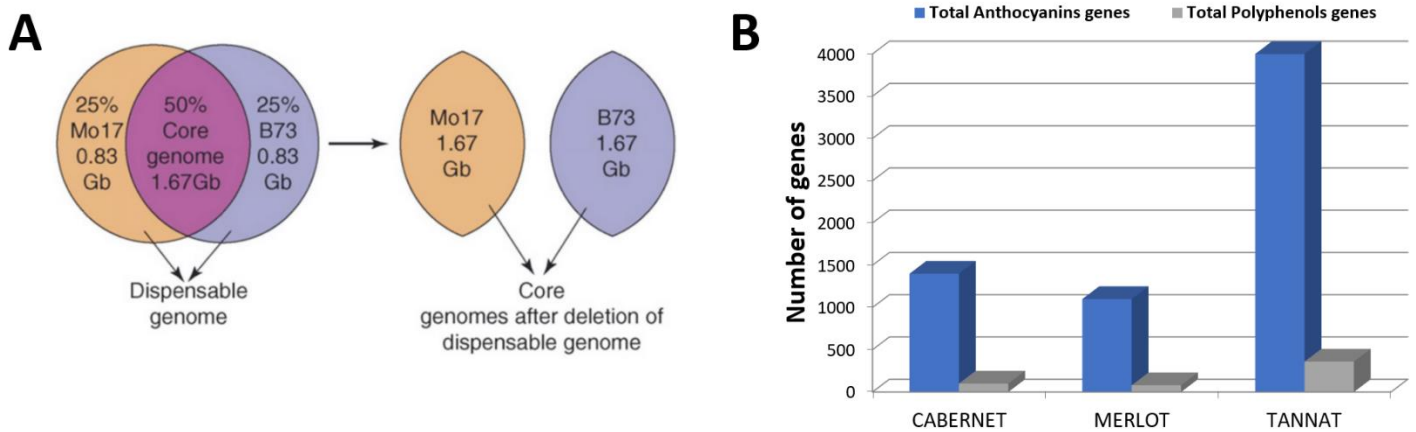 A
25%
Mo17
0.83
Gb
50%
Core
genome
1.67Gb
25%
B73
0.83
Gb
Mo17
1.67
Gb
B73
1.67
Gb
Dispensable
genome
Core
genomes after deletion of
dispensable genome
B
Total Anthocyanins genes
Total Polyphenols genes
Number of genes
4000
3500
3000
2500
2000
1500
1000
500
0
CABERNET
MERLOT
TANNAT